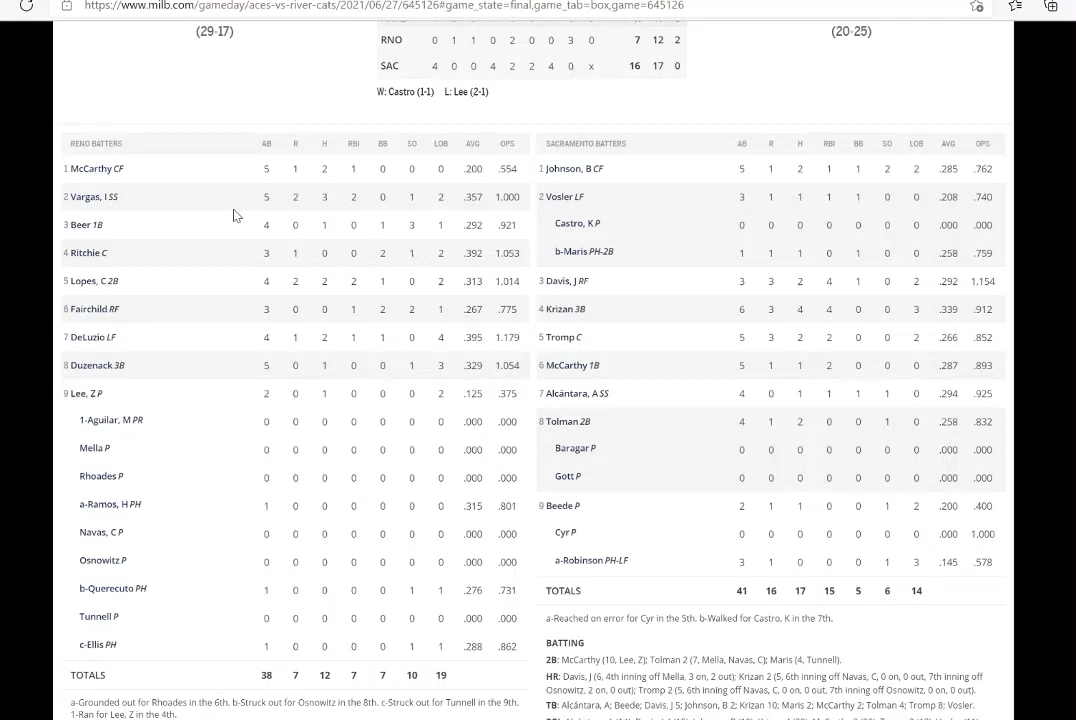 https://www.milb.com/gameday/aces-vs-river-cats/2021/06/27/645126#game_state=final,game_tab=box,game=645126
(29-17)
(20-25)
RNO 0 1 1 0 2 0 0 3 0 7 12 2
SAC 4 0 0 4 2 2 4 0 x 16 17 0
W: Castro (1-1) L: Lee (2-1)
RENO BATTERS AB R H RBI BB SO LOB AVG OPS
1 McCarthy CF 5 1 2 1 0 0 0 .200 .554
2 Vargas, I SS 5 2 3 2 0 1 2 .357 1.000
3 Beer 1B 4 0 1 0 1 3 1 .292 .921
4 Ritchie C 3 1 0 0 2 1 2 .392 1.053
5 Lopes, C 2B 4 2 2 2 1 0 2 .313 1.014
6 Fairchild RF 3 0 0 1 2 2 1 .267 .775
7 DeLuzio LF 4 1 2 1 1 0 4 .395 1.179
8 Duzenack 3B 5 0 1 0 0 1 3 .329 1.054
9 Lee, Z P 2 0 1 0 0 0 2 .125 .375
1-Aguilar, M PR 0 0 0 0 0 0 0 .000 .000
Mella P 0 0 0 0 0 0 0 .000 .000
Rhoades P 0 0 0 0 0 0 0 .000 .000
a-Ramos, H PH 1 0 0 0 0 0 0 .315 .801
Navas, C P 0 0 0 0 0 0 0 .000 .000
Osnowitz P 0 0 0 0 0 0 0 .000 .000
b-Querecuto PH 1 0 0 0 0 1 1 .276 .731
Tunnell P 0 0 0 0 0 0 0 .000 .000
c-Ellis PH 1 0 0 0 0 1 1 .288 .862
TOTALS 38 7 12 7 7 10 19
a-Grounded out for Rhoades in the 6th. b-Struck out for Osnowitz in the 8th. c-Struck out for Tunnell in the 9th.
1-Ran for Lee, Z in the 4th.
SACRAMENTO BATTERS AB R H RBI BB SO LOB AVG OPS
1 Johnson, B CF 5 1 2 1 1 2 2 .285 .762
2 Vosler LF 3 1 1 1 1 0 0 .208 .740
Castro, K P 0 0 0 0 0 0 0 .000 .000
b-Maris PH-2B 1 1 1 0 1 0 0 .258 .759
3 Davis, J RF 3 3 2 4 1 0 2 .292 1.154
4 Krizan 3B 6 3 4 4 0 0 3 .339 .912
5 Tromp C 5 3 2 2 0 0 2 .266 .852
6 McCarthy 1B 5 1 1 2 0 0 0 .287 .893
7 Alcántara, A SS 4 0 1 1 1 1 0 .294 .925
8 Tolman 2B 4 1 2 0 0 1 0 .258 .832
Baragar P 0 0 0 0 0 0 0 .000 .000
Gott P 0 0 0 0 0 0 0 .000 .000
9 Beede P 2 1 1 0 0 1 2 .200 .400
Cyr P 0 0 0 0 0 0 0 .000 1.000
a-Robinson PH-LF 3 1 0 0 0 1 3 .145 .578
TOTALS 41 16 17 15 5 6 14
a-Reached on error for Cyr in the 5th. b-Walked for Castro, K in the 7th.
BATTING
2B: McCarthy (10, Lee, Z); Tolman 2 (7, Mella, Navas, C); Maris (4, Tunnell).
HR: Davis, J (6, 4th inning off Mella, 3 on, 2 out); Krizan 2 (5, 6th inning off Navas, C, 0 on, 0 out, 7th inning off
Osnowitz, 2 on, 0 out); Tromp 2 (5, 6th inning off Navas, C, 0 on, 0 out, 7th inning off Osnowitz, 0 on, 0 out).
TB: Alcántara, A; Beede; Davis, J 5; Johnson, B 2; Krizan 10; Maris 2; McCarthy 2; Tolman 4; Tromp 8; Vosler.